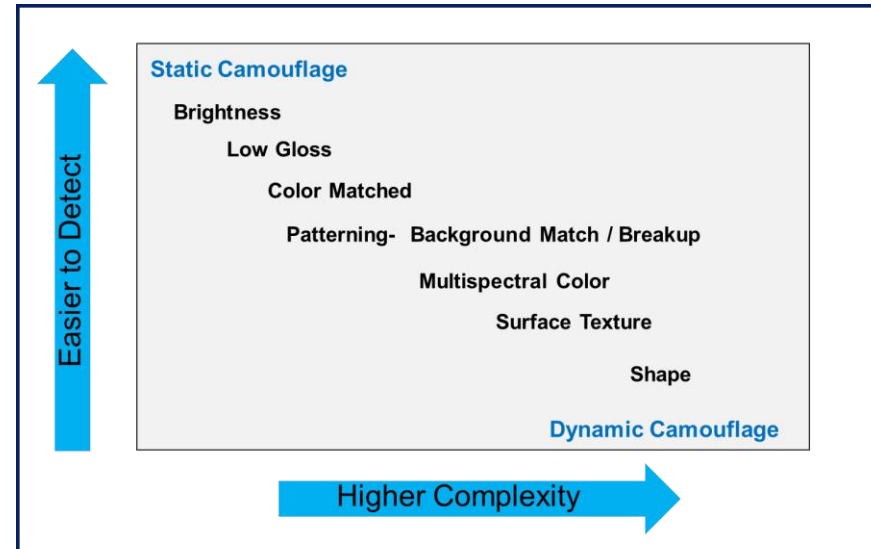 Static Camouflage
Brightness
Low Gloss
Color Matched
Patterning- Background Match / Breakup
Multispectral Color
Surface Texture
Shape
Dynamic Camouflage
Easier to Detect
Higher Complexity